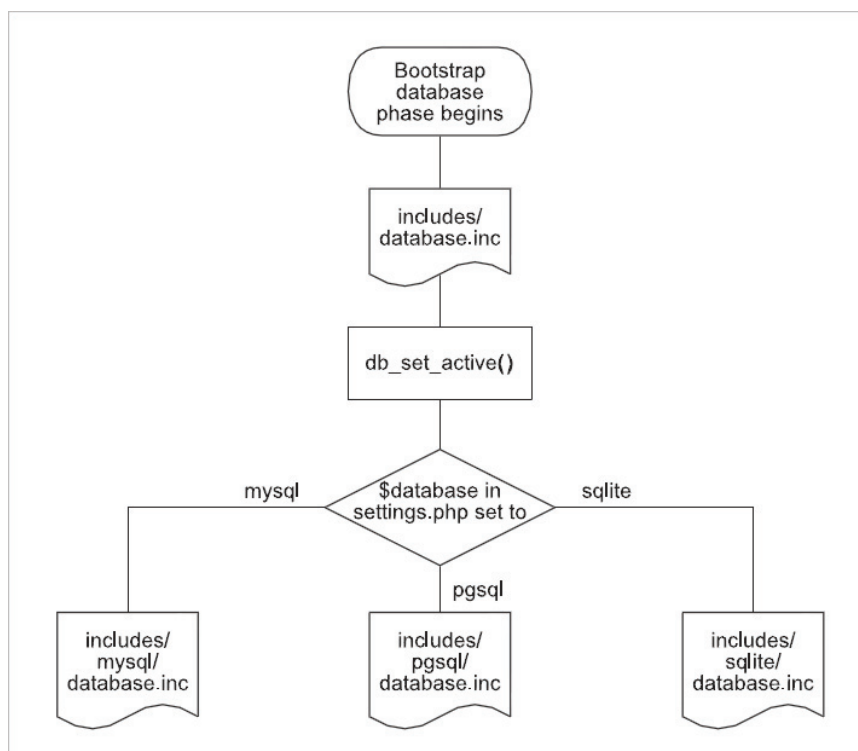 Bootstrap
database
phase begins
includes/
database.inc
db_set_active()
mysql
$database in
settings.php set to
sqlite
pgsql
includes/
mysql/
database.inc
includes/
pgsql/
database.inc
includes/
sqlite/
database.inc